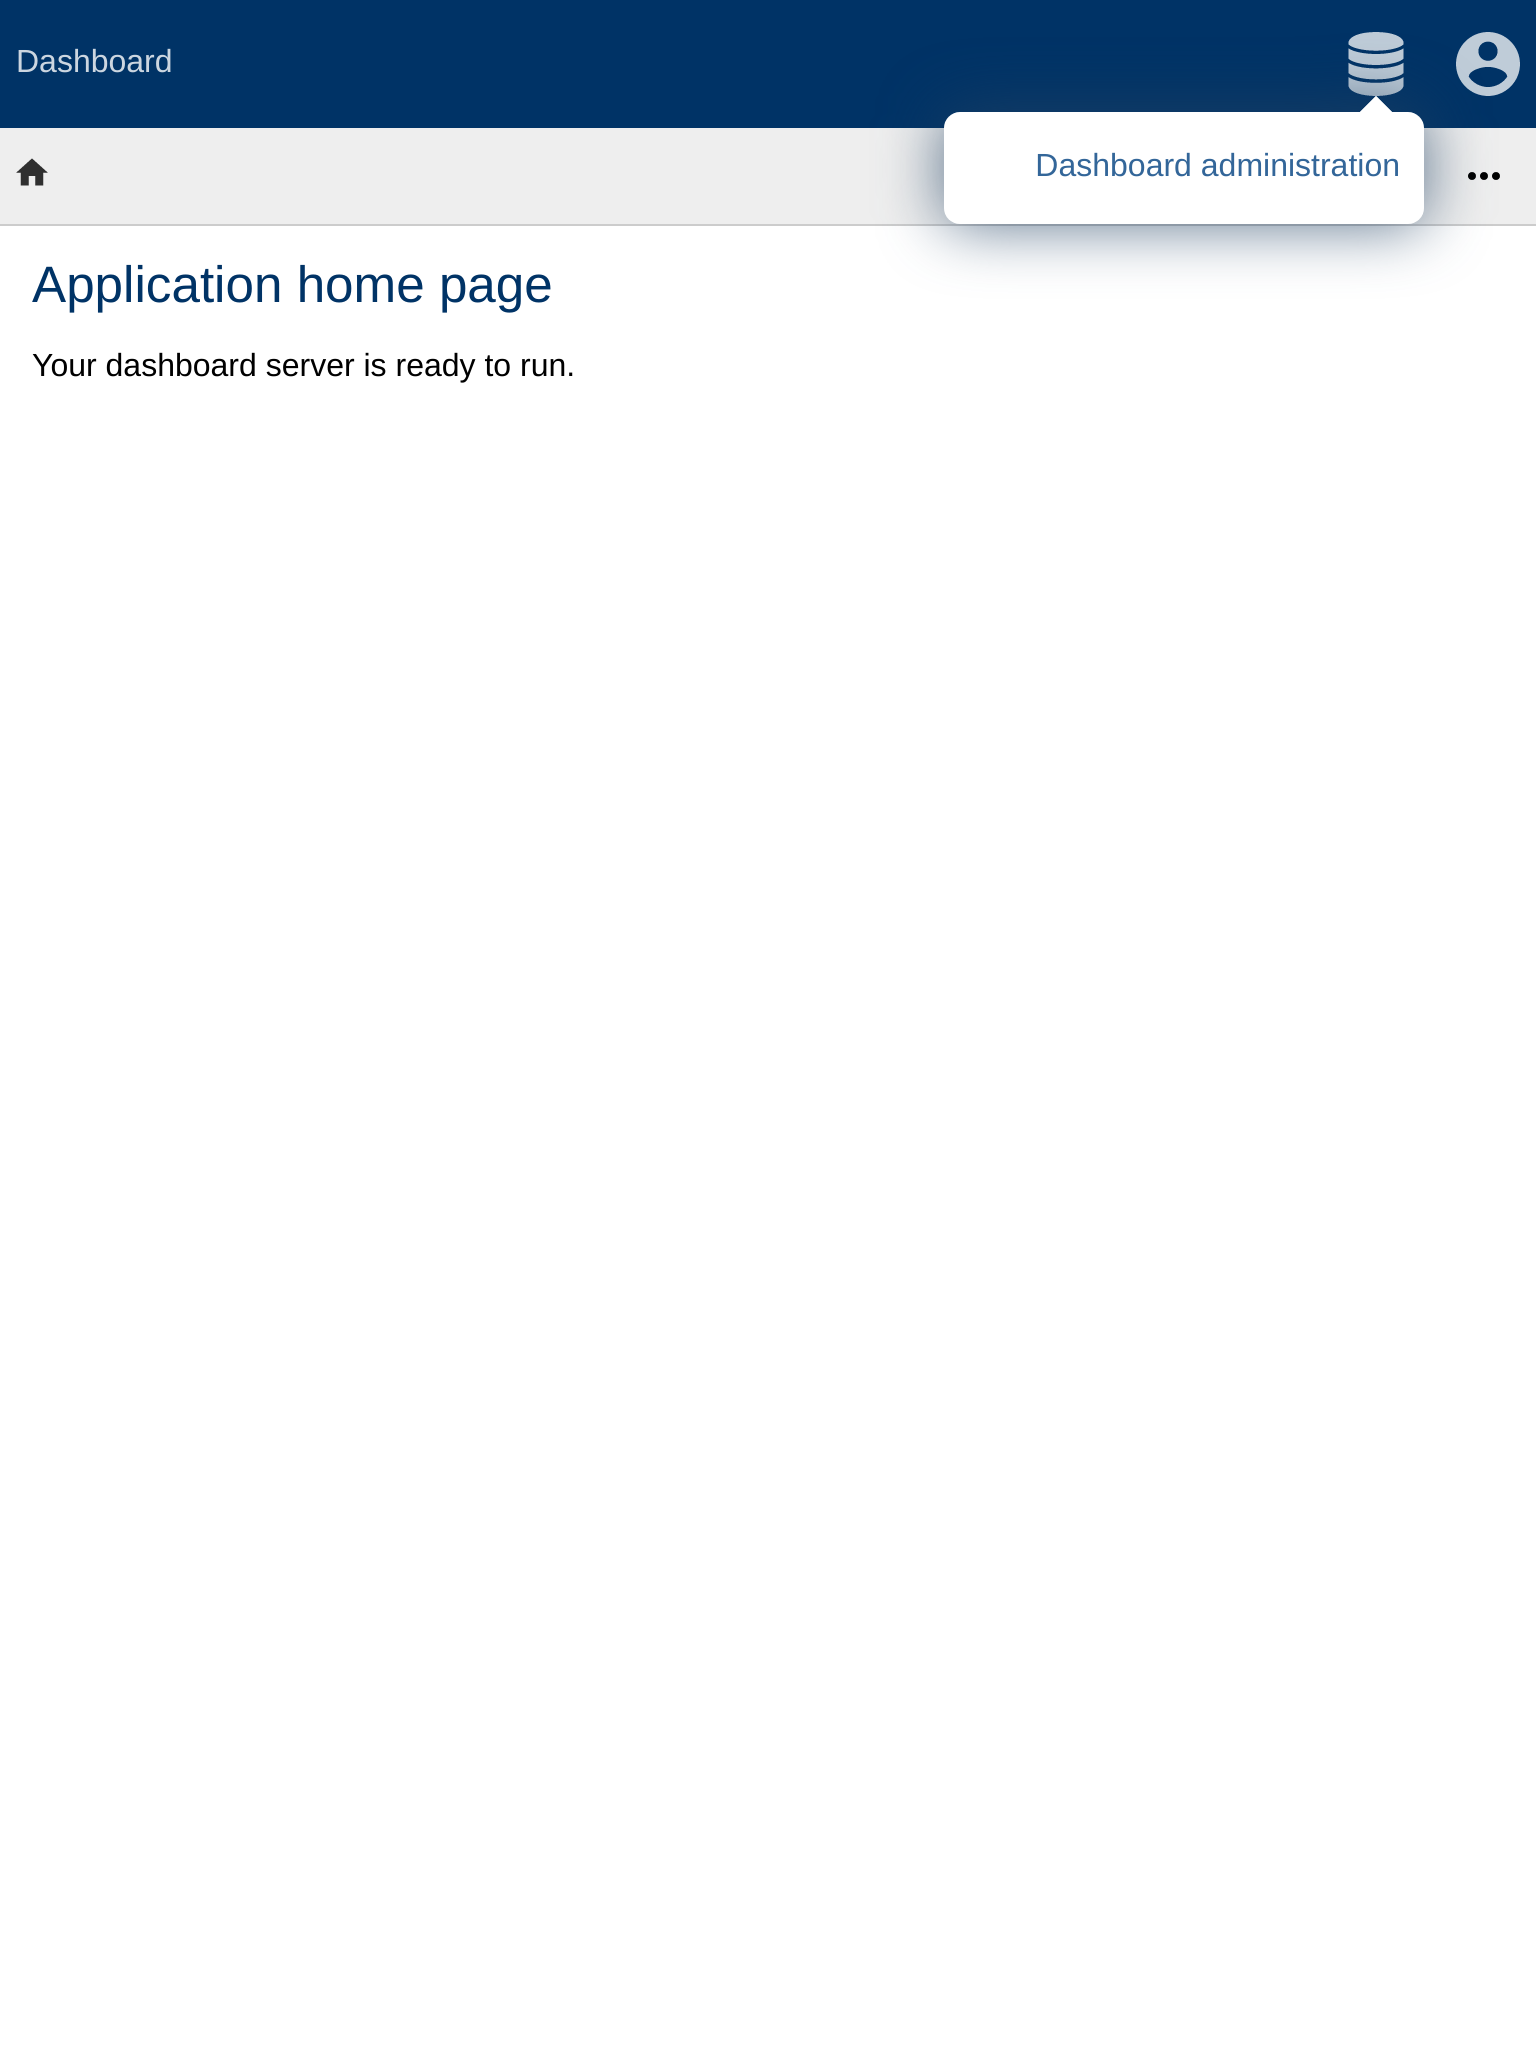 Dashboard
Dashboard administration
Application home page
Your dashboard server is ready to run.